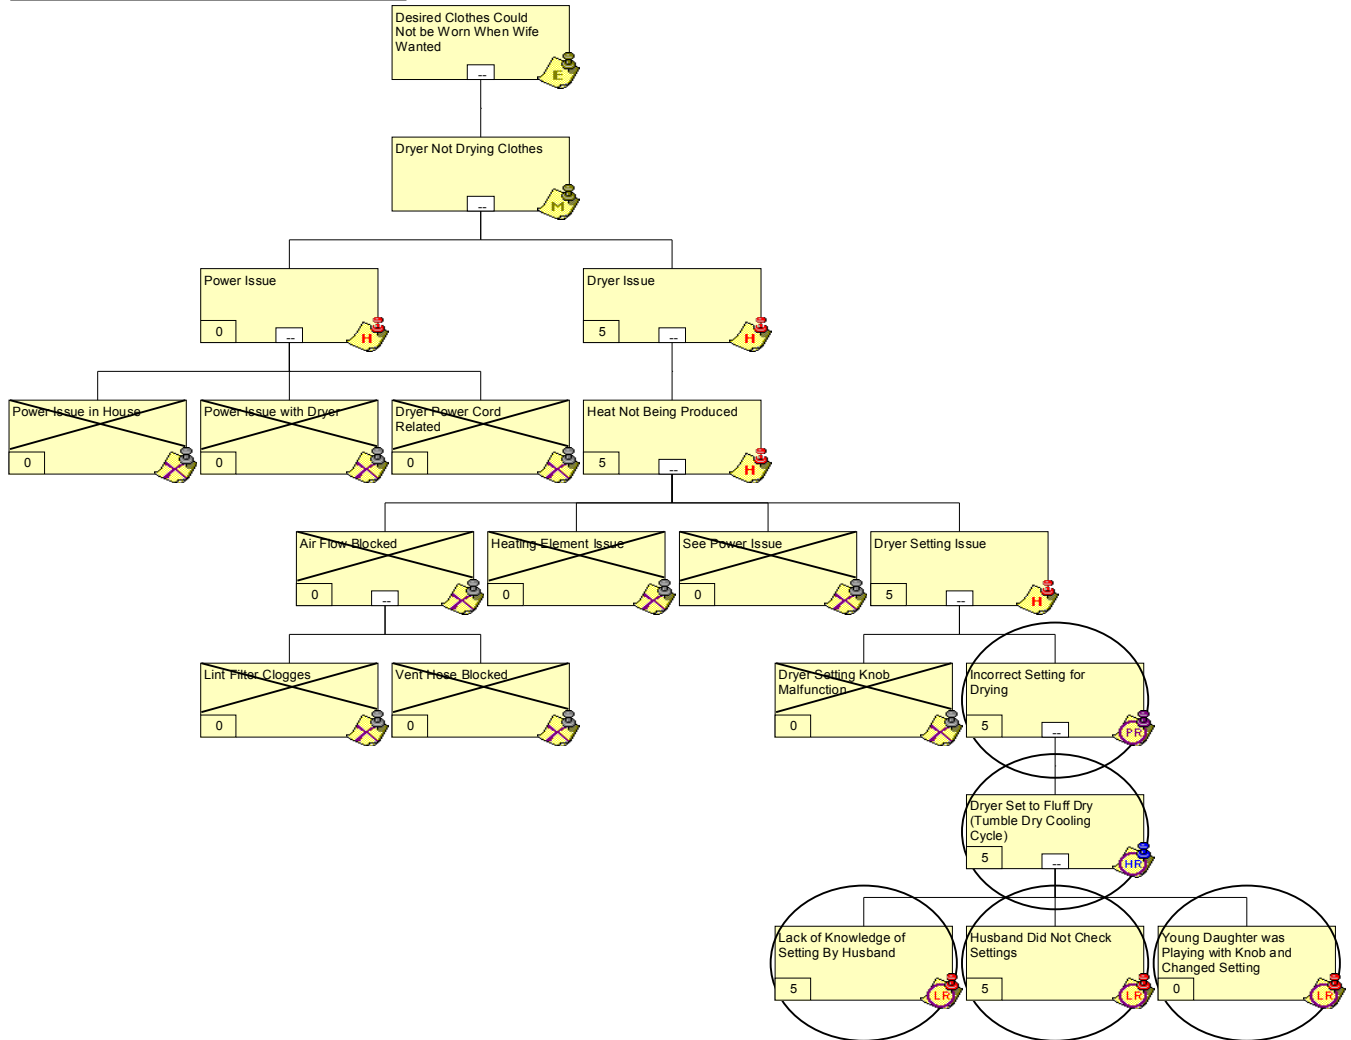 Desired Clothes Could
Not be Worn When Wife
Wanted
--
E
Dryer Not Drying Clothes
--
M
Power Issue
0
--
H
Dryer Issue
5
--
H
Power Issue in House
0
Power Issue with Dryer
0
Dryer Power Cord
Related
0
Heat Not Being Produced
5
--
H
Air Flow Blocked
0
--
Heating Element Issue
0
See Power Issue
0
Dryer Setting Issue
5
--
H
Lint Filter Clogges
0
Vent Hose Blocked
0
Dryer Setting Knob
Malfunction
0
Incorrect Setting for
Drying
5
--
PR
Dryer Set to Fluff Dry
(Tumble Dry Cooling
Cycle)
5
--
HR
Lack of Knowledge of
Setting By Husband
5
LR
Husband Did Not Check
Settings
5
LR
Young Daughter was
Playing with Knob and
Changed Setting
0
LR